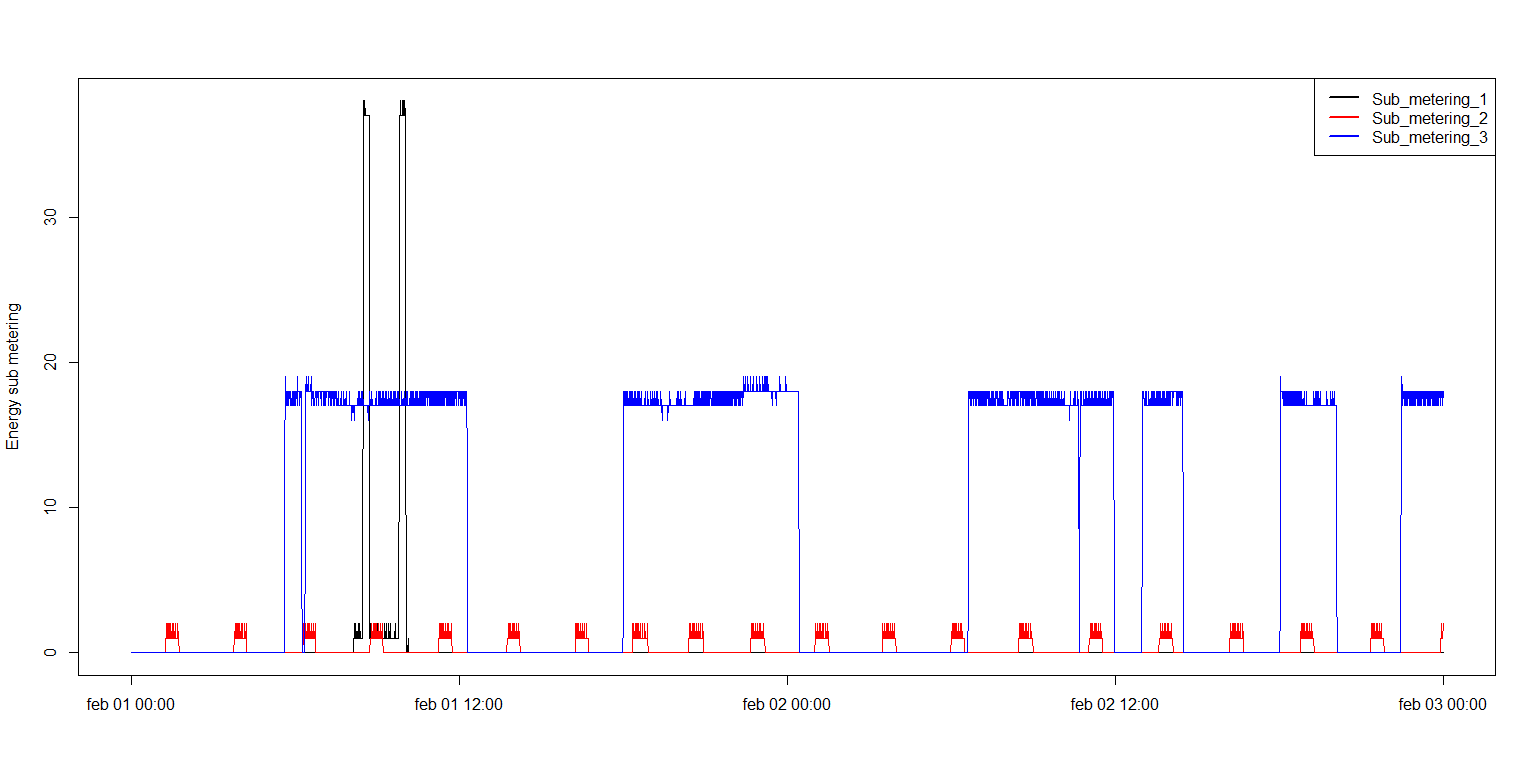 Sub_metering_1
Sub_metering_2
Sub_metering_3
Energy sub metering
30
20
10
0
feb 01 00:00
feb 01 12:00
feb 02 00:00
feb 02 12:00
feb 03 00:00